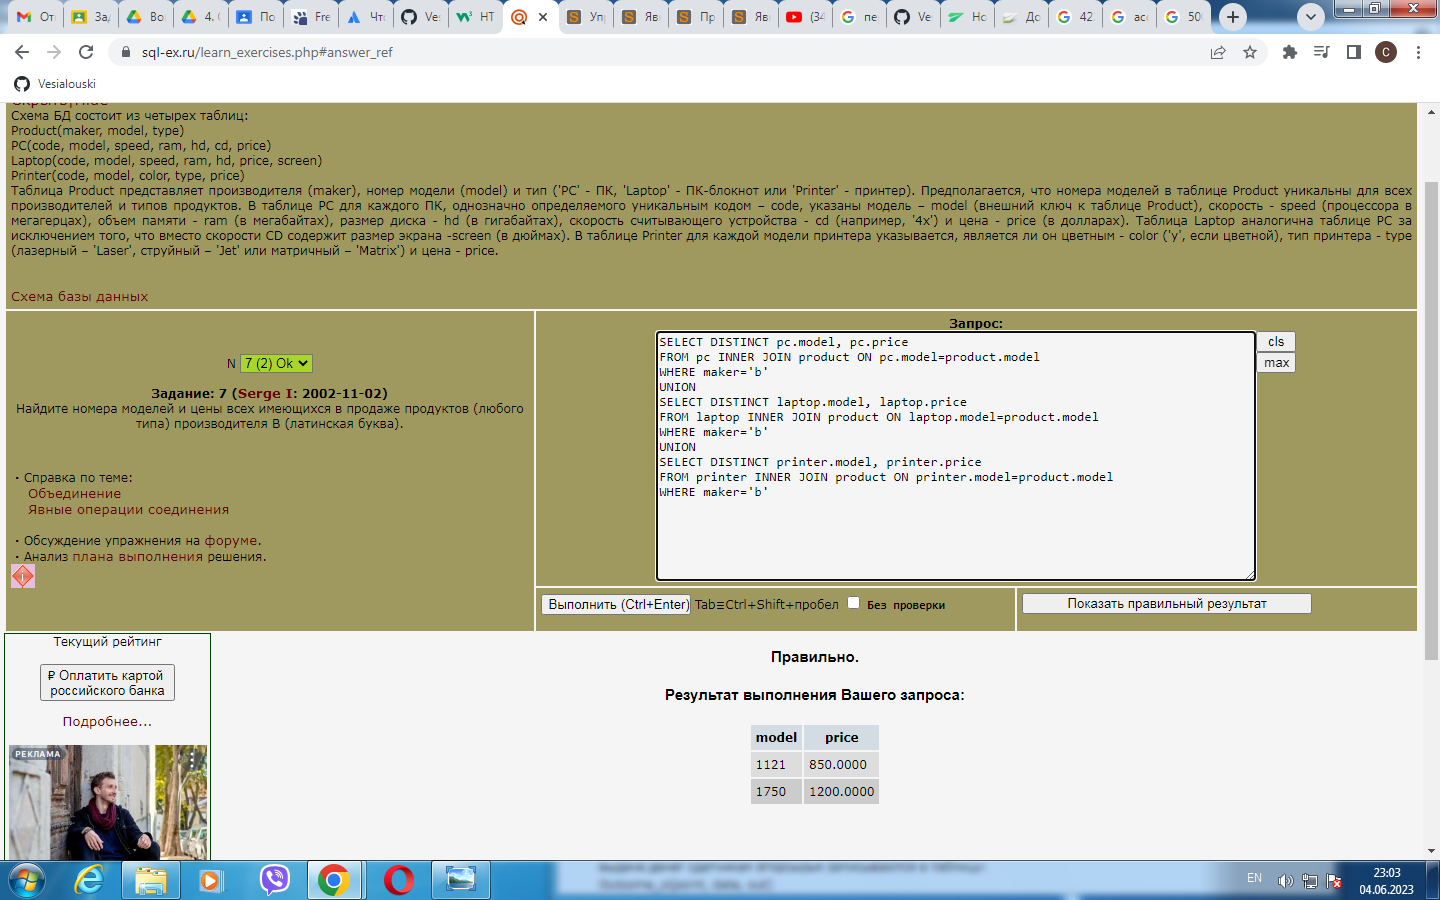 От
Зад
Во
4. (
По
Fre
Что
Ves
НТ
Упр
Явн
Пр
Явн
(34
пе
Ves
Но
До
42
асс
50
sql-ex.ru/learn_exercises.php#answer_ref
C
Vesialouski
Схема БД состоит из четырех таблиц:
Product(maker, model, type)
PC(code, model, speed, ram, hd, cd, price)
Laptop(code, model, speed, ram, hd, price, screen)
Printer(code, model, color, type, price)
Таблица Product представляет производителя (maker), номер модели (model) и тип ('PC' - ПК, 'Laptop' - ПК-блокнот или 'Printer' - принтер). Предполагается, что номера моделей в таблице Product уникальны для всех
производителей и типов продуктов. В таблице PC для каждого ПК, однозначно определяемого уникальным кодом – code, указаны модель – model (внешний ключ к таблице Product), скорость - speed (процессора в
мегагерцах), объем памяти - ram (в мегабайтах), размер диска - hd (в гигабайтах), скорость считывающего устройства - cd (например, '4x') и цена - price (в долларах). Таблица Laptop аналогична таблице РС за
исключением того, что вместо скорости CD содержит размер экрана -screen (в дюймах). В таблице Printer для каждой модели принтера указывается, является ли он цветным - color ('y', если цветной), тип принтера - type
(лазерный – 'Laser', струйный – 'Jet' или матричный – 'Matrix') и цена - price.
Схема базы данных
Запрос:
N 7 (2) Ok
Задание: 7 (Serge I: 2002-11-02)
Найдите номера моделей и цены всех имеющихся в продаже продуктов (любого
типа) производителя B (латинская буква).
· Справка по теме:
Объединение
Явные операции соединения
· Обсуждение упражнения на форуме.
· Анализ плана выполнения решения.
SELECT DISTINCT pc.model, pc.price
FROM pc INNER JOIN product ON pc.model=product.model
WHERE maker='b'
UNION
SELECT DISTINCT laptop.model, laptop.price
FROM laptop INNER JOIN product ON laptop.model=product.model
WHERE maker='b'
UNION
SELECT DISTINCT printer.model, printer.price
FROM printer INNER JOIN product ON printer.model=product.model
WHERE maker='b'
cls
max
Выполнить (Ctrl+Enter) Tab≡Ctrl+Shift+пробел Без проверки
Показать правильный результат
Текущий рейтинг
₽ Оплатить картой
российского банка
Подробнее...
РЕКЛАМА
Правильно.
Результат выполнения Вашего запроса:
model price
1121 850.0000
1750 1200.0000
EN
23:03
04.06.2023